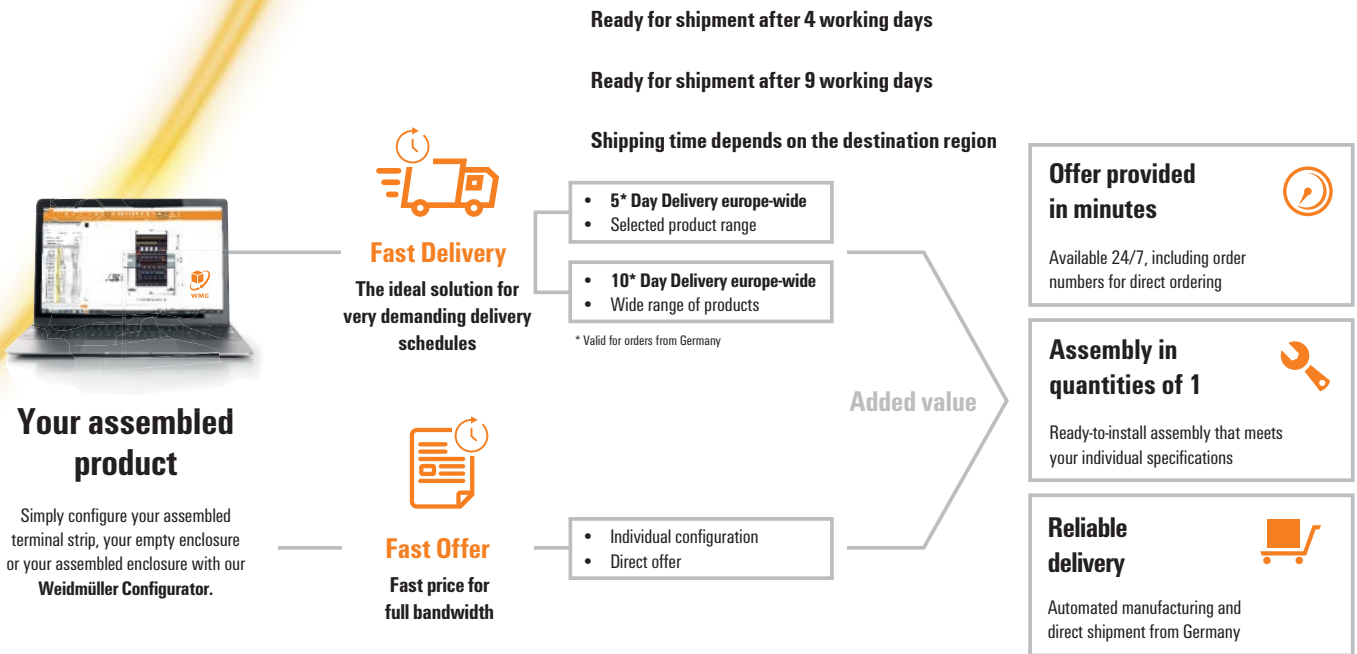 Ready for shipment after 4 working days
Ready for shipment after 9 working days
Shipping time depends on the destination region
WMC
Your assembled
product
Simply configure your assembled
terminal strip, your empty enclosure
or your assembled enclosure with our
Weidmüller Configurator.
Fast Delivery
The ideal solution for
very demanding delivery
schedules
• 5* Day Delivery europe-wide
• Selected product range
• 10* Day Delivery europe-wide
• Wide range of products
* Valid for orders from Germany
Fast Offer
Fast price for
full bandwidth
• Individual configuration
• Direct offer
Added value
Offer provided
in minutes
Available 24/7, including order
numbers for direct ordering
Assembly in
quantities of 1
Ready-to-install assembly that meets
your individual specifications
Reliable
delivery
Automated manufacturing and
direct shipment from Germany